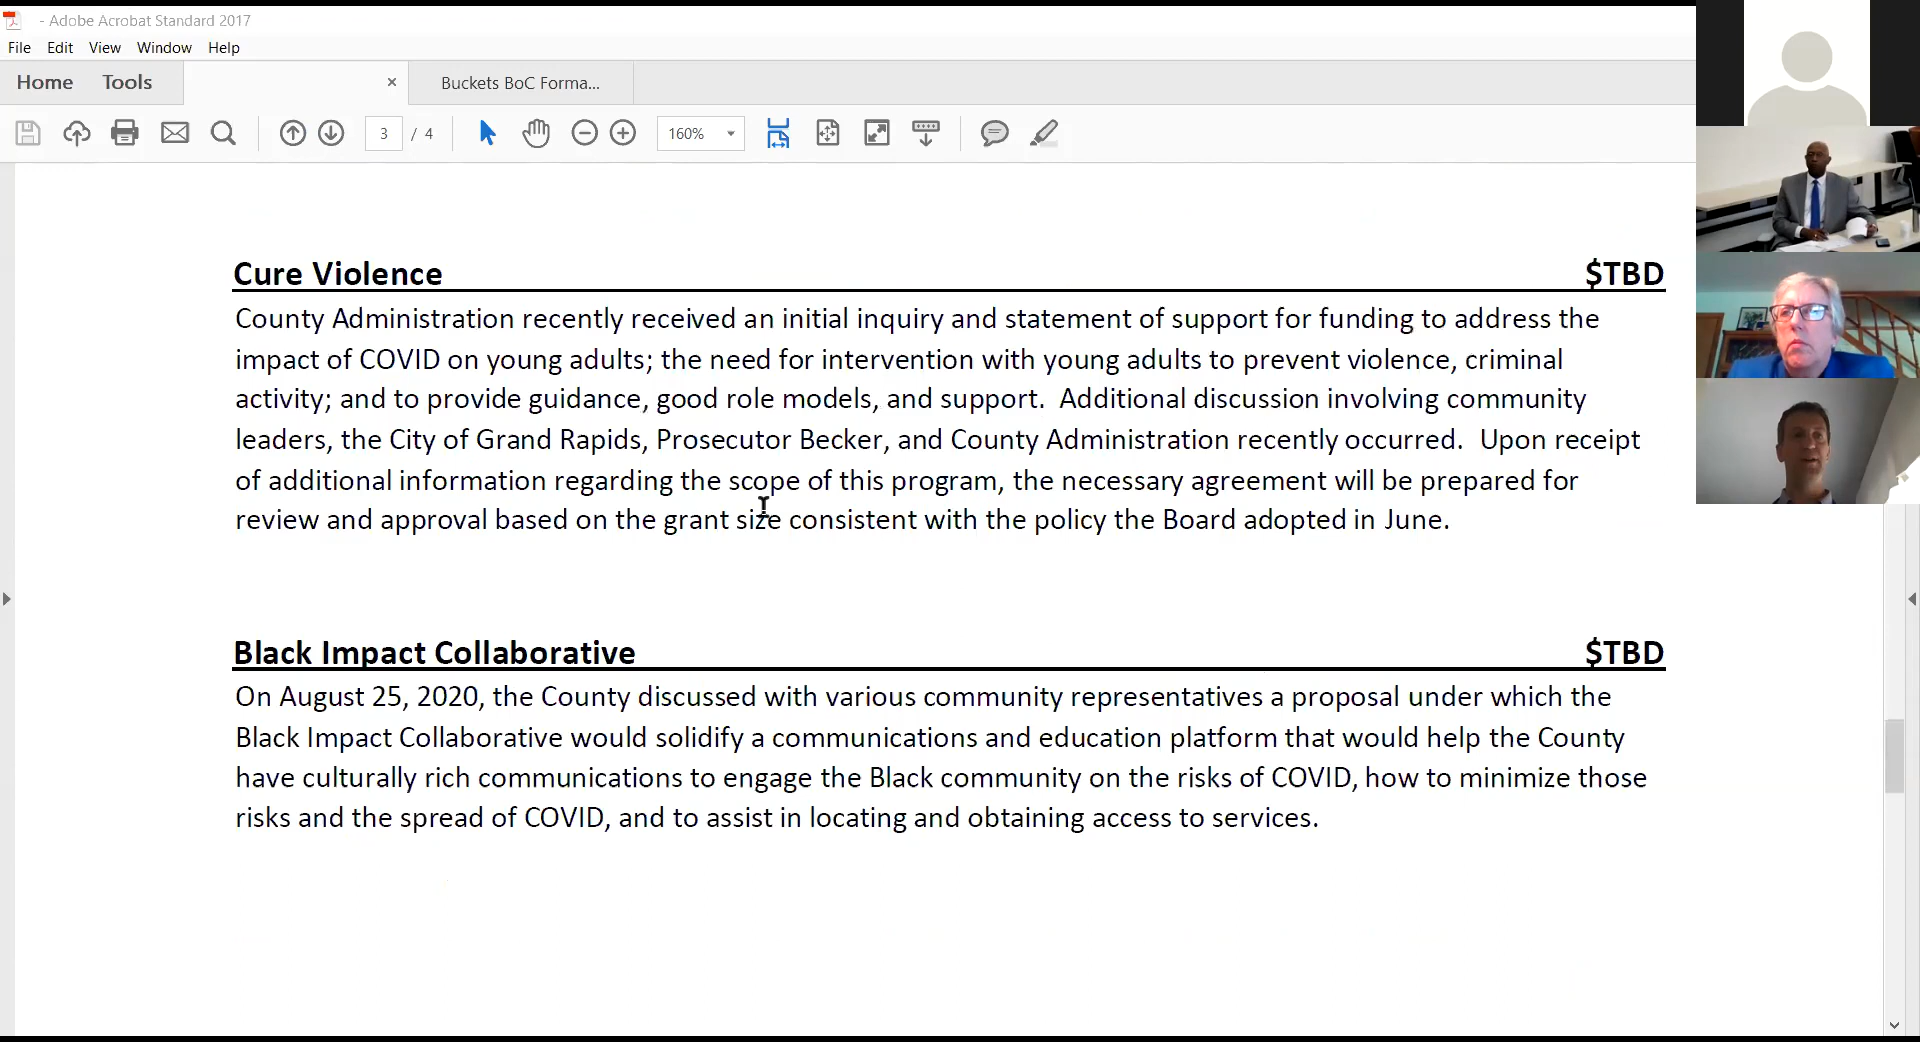 - Adobe Acrobat Standard 2017
File Edit View Window Help
Home Tools Buckets BoC Forma...
3 / 4 160%
Cure Violence $TBD
County Administration recently received an initial inquiry and statement of support for funding to address the
impact of COVID on young adults; the need for intervention with young adults to prevent violence, criminal
activity; and to provide guidance, good role models, and support. Additional discussion involving community
leaders, the City of Grand Rapids, Prosecutor Becker, and County Administration recently occurred. Upon receipt
of additional information regarding the scope of this program, the necessary agreement will be prepared for
review and approval based on the grant size consistent with the policy the Board adopted in June.
Black Impact Collaborative $TBD
On August 25, 2020, the County discussed with various community representatives a proposal under which the
Black Impact Collaborative would solidify a communications and education platform that would help the County
have culturally rich communications to engage the Black community on the risks of COVID, how to minimize those
risks and the spread of COVID, and to assist in locating and obtaining access to services.